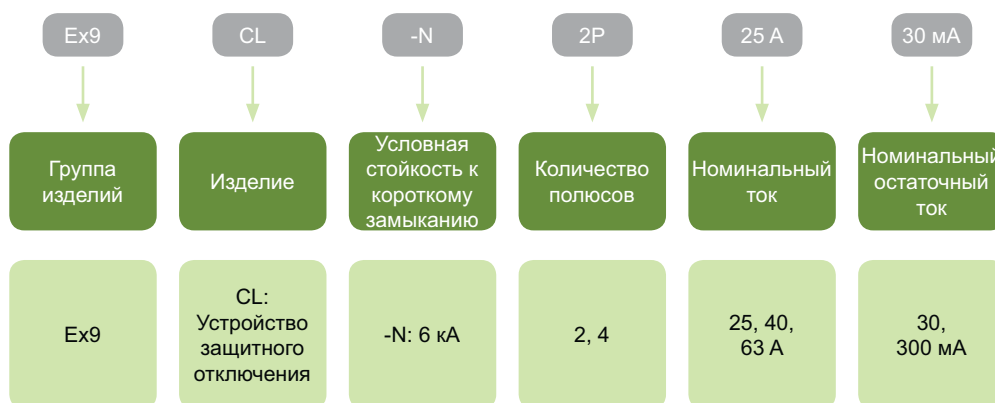 Ex9
CL
-N
2P
25 A
30 мА
Группа
изделий
Изделие
Условная
стойкость к
короткому
замыканию
Количество
полюсов
Номинальный
ток
Номинальный
остаточный
ток
Ex9
CL:
Устройство
защитного
отключения
-N: 6 кА
2, 4
25, 40,
63 A
30,
300 мА